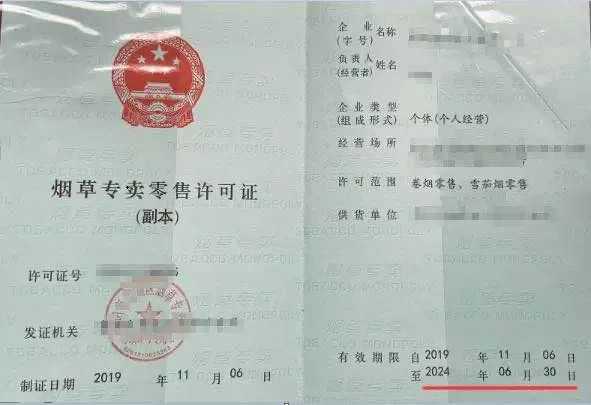 烟草专卖零售许可证
(副本)
许可证号
发证机关
制证日期 2019 年 11 月 06 日
企业
(字号) 名称
负责人
(经营者) 姓名
企业类型
(组成形式) 个体(个人经营)
经营场所
许可范围 卷烟零售、雪茄烟零售
供货单位
有效期限 自 2019 年 11 月 06 日
至 2024 年 06 月 30 日